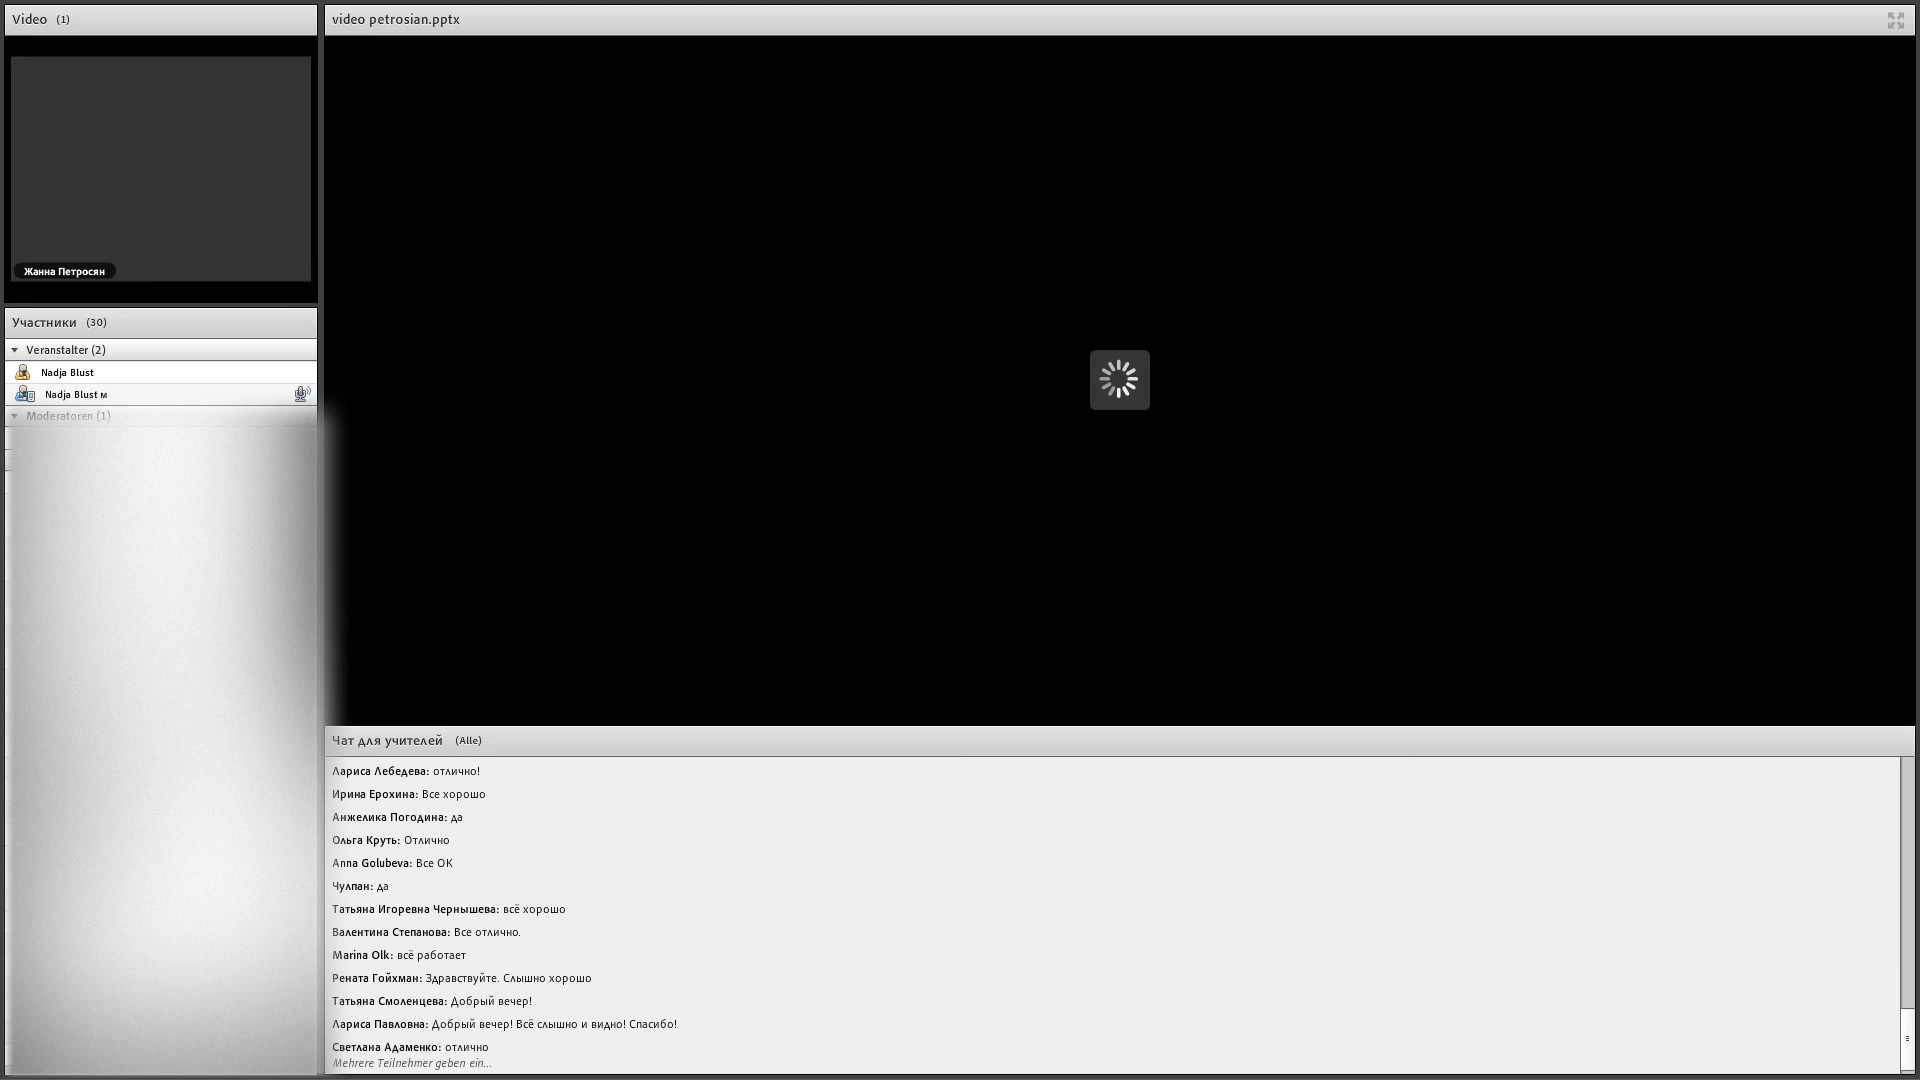 Video (1)
Жанна Петросян
Участники (30)
Veranstalter (2)
Nadja Blust
Nadja Blust м
Moderatoren (1)
video petrosian.pptx
Чат для учителей (Alle)
Лариса Лебедева: отлично!
Ирина Ерохина: Все хорошо
Анжелика Погодина: да
Ольга Круть: Отлично
Anna Golubeva: Все ОК
Чулпан: да
Татьяна Игоревна Чернышева: всё хорошо
Валентина Степанова: Все отлично.
Marina Olk: всё работает
Рената Гойхман: Здравствуйте. Слышно хорошо
Татьяна Смоленцева: Добрый вечер!
Лариса Павловна: Добрый вечер! Всё слышно и видно! Спасибо!
Светлана Адаменко: отлично
Mehrere Teilnehmer geben ein...